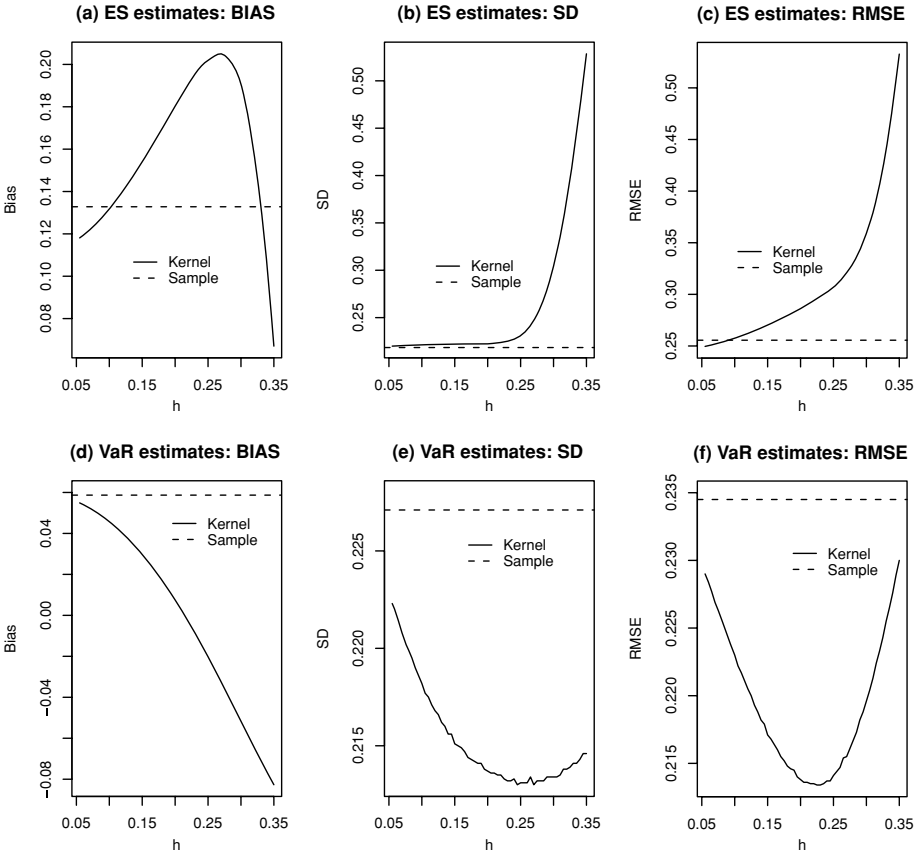 (a) ES estimates: BIAS
Bias
0.08 0.10 0.12 0.14 0.16 0.18 0.20
Kernel
Sample
0.05 0.15 0.25 0.35
h
(b) ES estimates: SD
SD
0.25 0.30 0.35 0.40 0.45 0.50
Kernel
Sample
0.05 0.15 0.25 0.35
h
(c) ES estimates: RMSE
RMSE
0.25 0.30 0.35 0.40 0.45 0.50
Kernel
Sample
0.05 0.15 0.25 0.35
h
(d) VaR estimates: BIAS
Bias
−0.08 −0.04 0.00 0.04
Kernel
Sample
0.05 0.15 0.25 0.35
h
(e) VaR estimates: SD
SD
0.215 0.220 0.225
Kernel
Sample
0.05 0.15 0.25 0.35
h
(f) VaR estimates: RMSE
RMSE
0.215 0.220 0.225 0.230 0.235
Kernel
Sample
0.05 0.15 0.25 0.35
h